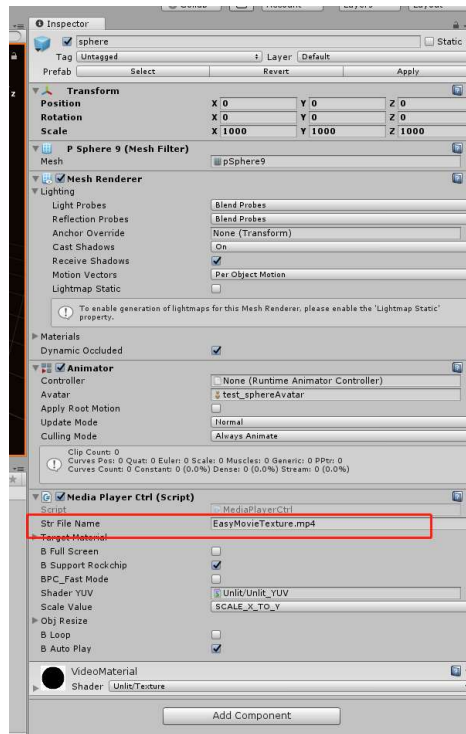 Inspector
sphere Static
Tag Untagged Layer Default
Prefab Select Revert Apply
Transform
Position X 0 Y 0 Z 0
Rotation X 0 Y 0 Z 0
Scale X 1000 Y 1000 Z 1000
P Sphere 9 (Mesh Filter)
Mesh pSphere9
Mesh Renderer
Lighting
Light Probes Blend Probes
Reflection Probes Blend Probes
Anchor Override None (Transform)
Cast Shadows On
Receive Shadows
Motion Vectors Per Object Motion
Lightmap Static
To enable generation of lightmaps for this Mesh Renderer, please enable the 'Lightmap Static'
property.
Materials
Dynamic Occluded
Animator
Controller None (Runtime Animator Controller)
Avatar test_sphereAvatar
Apply Root Motion
Update Mode Normal
Culling Mode Always Animate
Clip Count: 0
Curves Pos: 0 Quat: 0 Euler: 0 Scale: 0 Muscles: 0 Generic: 0 PPtr: 0
Curves Count: 0 Constant: 0 (0.0%) Dense: 0 (0.0%) Stream: 0 (0.0%)
Media Player Ctrl (Script)
Script MediaPlayerCtrl
Str File Name EasyMovieTexture.mp4
Target Material
B Full Screen
B Support Rockchip
BPC_Fast Mode
Shader YUV Unlit/Unlit_YUV
Scale Value SCALE_X_TO_Y
Obj Resize
B Loop
B Auto Play
VideoMaterial
Shader Unlit/Texture
Add Component